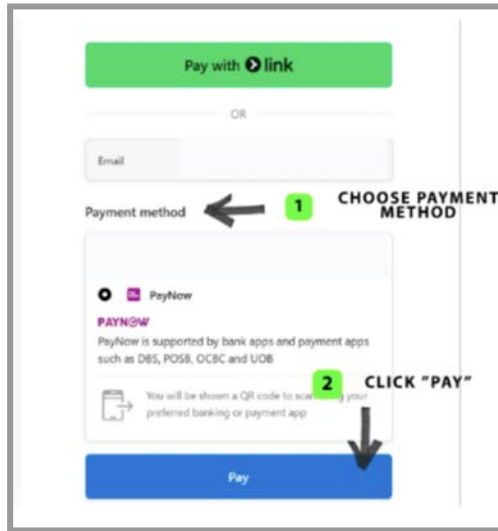 Pay with link
OR
Email
Payment method
1
CHOOSE PAYMENT
METHOD
PayNow
PAYNOW
PayNow is supported by bank apps and payment apps
such as DBS, POSB, OCBC and UOB
2
CLICK "PAY"
You will be shown a QR code to scan your
preferred banking or payment app
Pay